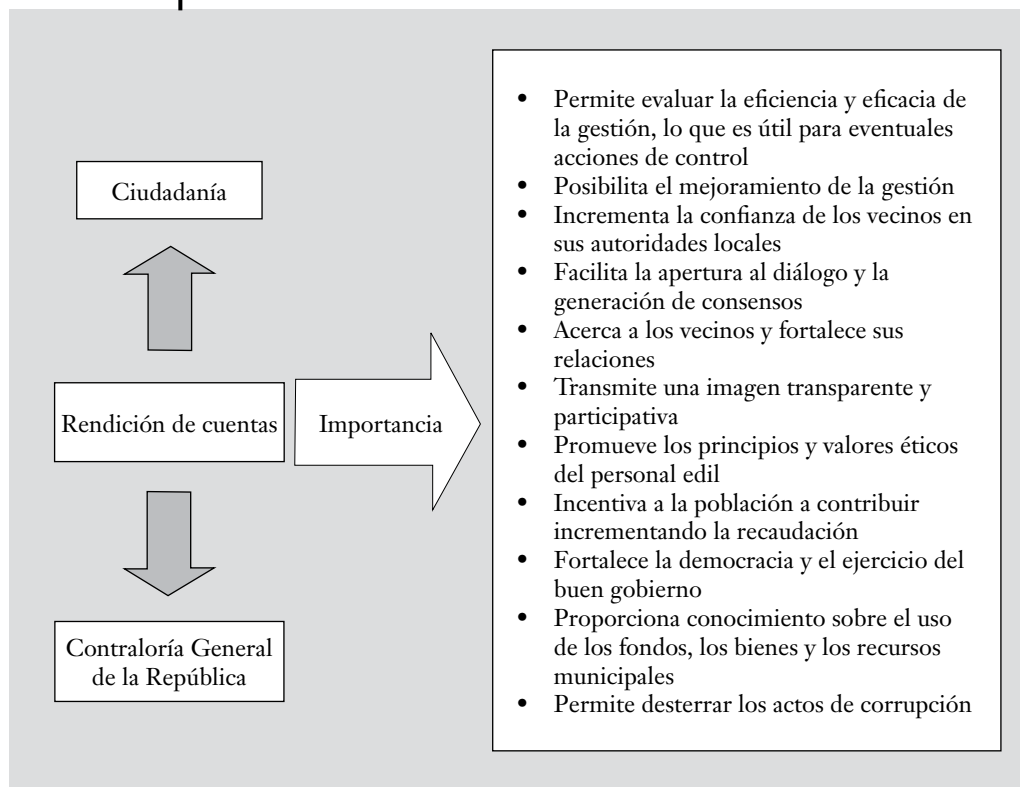 Ciudadanía
Rendición de cuentas
Importancia
Contraloría General
de la República
• Permite evaluar la eficiencia y eficacia de
la gestión, lo que es útil para eventuales
acciones de control
• Posibilita el mejoramiento de la gestión
• Incrementa la confianza de los vecinos en
sus autoridades locales
• Facilita la apertura al diálogo y la
generación de consensos
• Acerca a los vecinos y fortalece sus
relaciones
• Transmite una imagen transparente y
participativa
• Promueve los principios y valores éticos
del personal edil
• Incentiva a la población a contribuir
incrementando la recaudación
• Fortalece la democracia y el ejercicio del
buen gobierno
• Proporciona conocimiento sobre el uso
de los fondos, los bienes y los recursos
municipales
• Permite desterrar los actos de corrupción